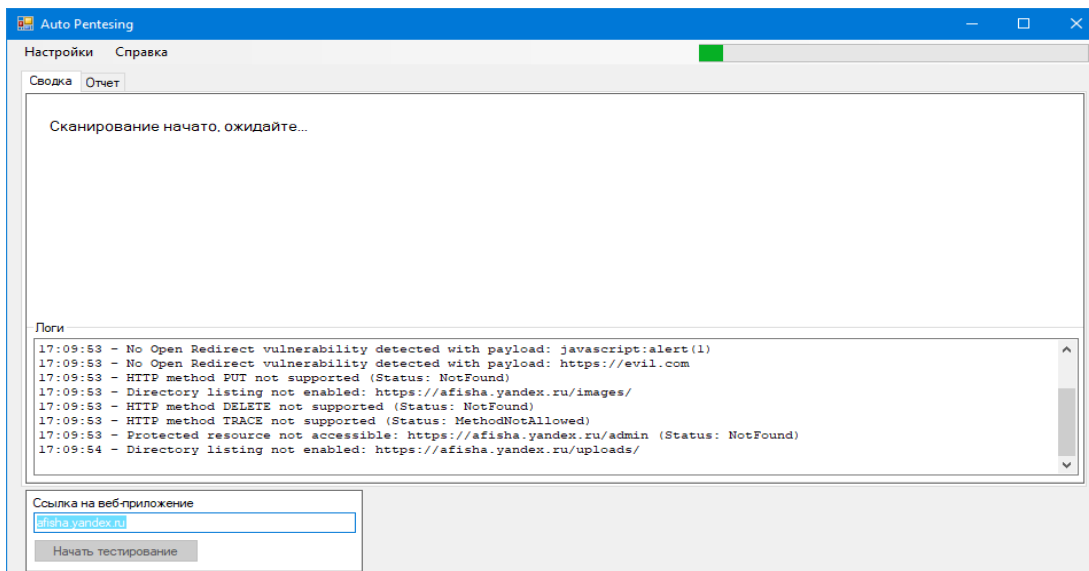 Auto Pentesing
Настройки Справка
Сводка Отчет
Сканирование начато, ожидайте...
Логи
17:09:53 - No Open Redirect vulnerability detected with payload: javascript:alert(1)
17:09:53 - No Open Redirect vulnerability detected with payload: https://evil.com
17:09:53 - HTTP method PUT not supported (Status: NotFound)
17:09:53 - Directory listing not enabled: https://afisha.yandex.ru/images/
17:09:53 - HTTP method DELETE not supported (Status: NotFound)
17:09:53 - HTTP method TRACE not supported (Status: MethodNotAllowed)
17:09:53 - Protected resource not accessible: https://afisha.yandex.ru/admin (Status: NotFound)
17:09:54 - Directory listing not enabled: https://afisha.yandex.ru/uploads/
Ссылка на веб-приложение
afisha.yandex.ru
Начать тестирование